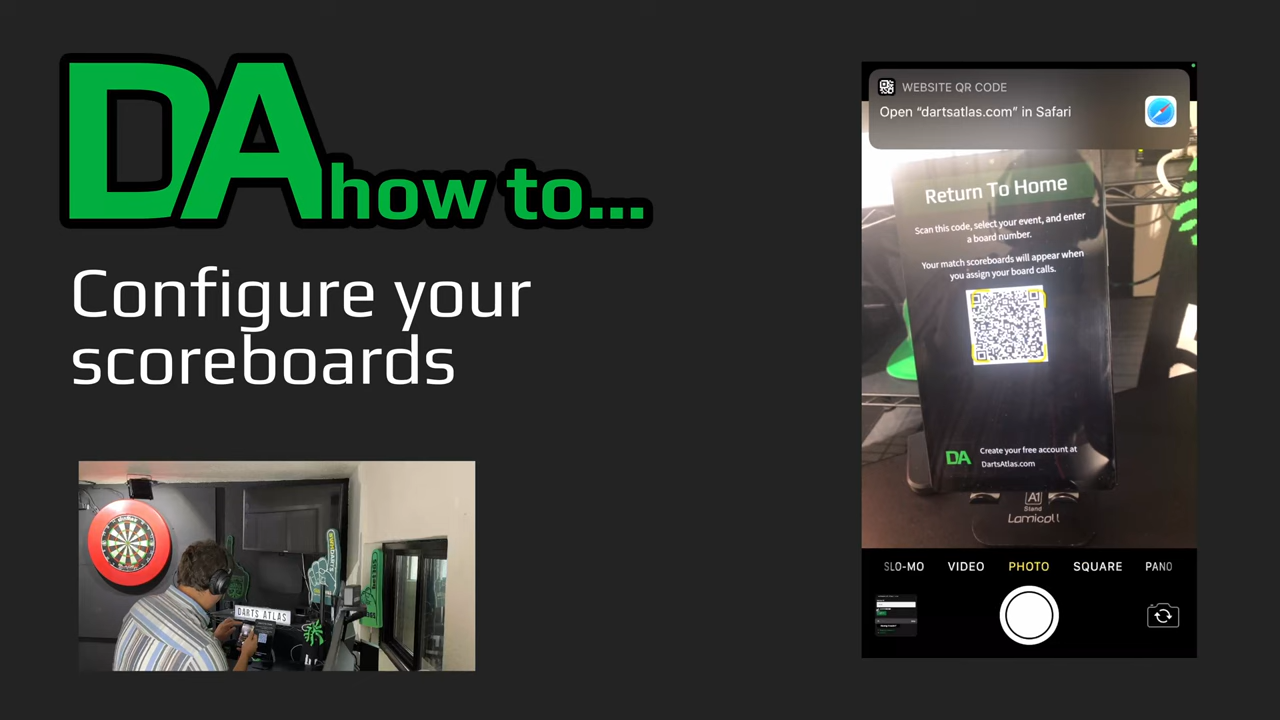 DA how to...
Configure your
scoreboards
WEBSITE QR CODE
Open “dartsatlas.com” in Safari
Return To Home
Scan this code, select your event, and enter
a board number.
Your match scoreboards will appear when
you assign your board calls.
DA
Create your free account at
DartsAtlas.com
A1
Stand
Lamicall
SLO-MO VIDEO PHOTO SQUARE PANO
DARTS ATLAS